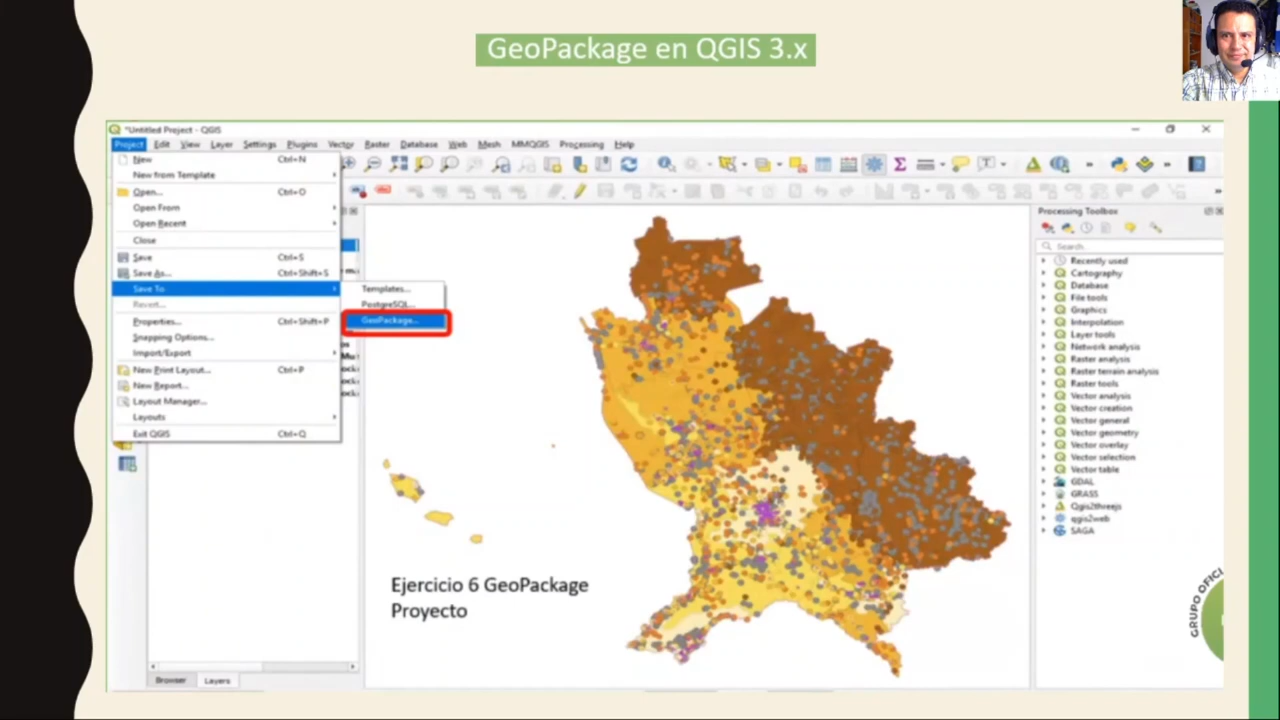 GeoPackage en QGIS 3.x
*Untitled Project - QGIS
Project Edit View Layer Settings Plugins Vector Raster Database Web Mesh MMQGIS Processing Help
New Ctrl+N
New from Template
Open... Ctrl+O
Open From
Open Recent
Close
Save Ctrl+S
Save As... Ctrl+Shift+S
Save To
Revert...
Properties... Ctrl+Shift+P
Snapping Options...
Import/Export
New Print Layout... Ctrl+P
New Report...
Layout Manager...
Layouts
Exit QGIS Ctrl+Q
Templates...
PostgreSQL...
GeoPackage...
Processing Toolbox
Search...
Recently used
Cartography
Database
File tools
Graphics
Interpolation
Layer tools
Network analysis
Raster analysis
Raster terrain analysis
Raster tools
Vector analysis
Vector creation
Vector general
Vector geometry
Vector overlay
Vector selection
Vector table
GDAL
GRASS
Qgis2threejs
qgis2web
SAGA
Ejercicio 6 GeoPackage
Proyecto
GRUPO OFICI
Browser Layers